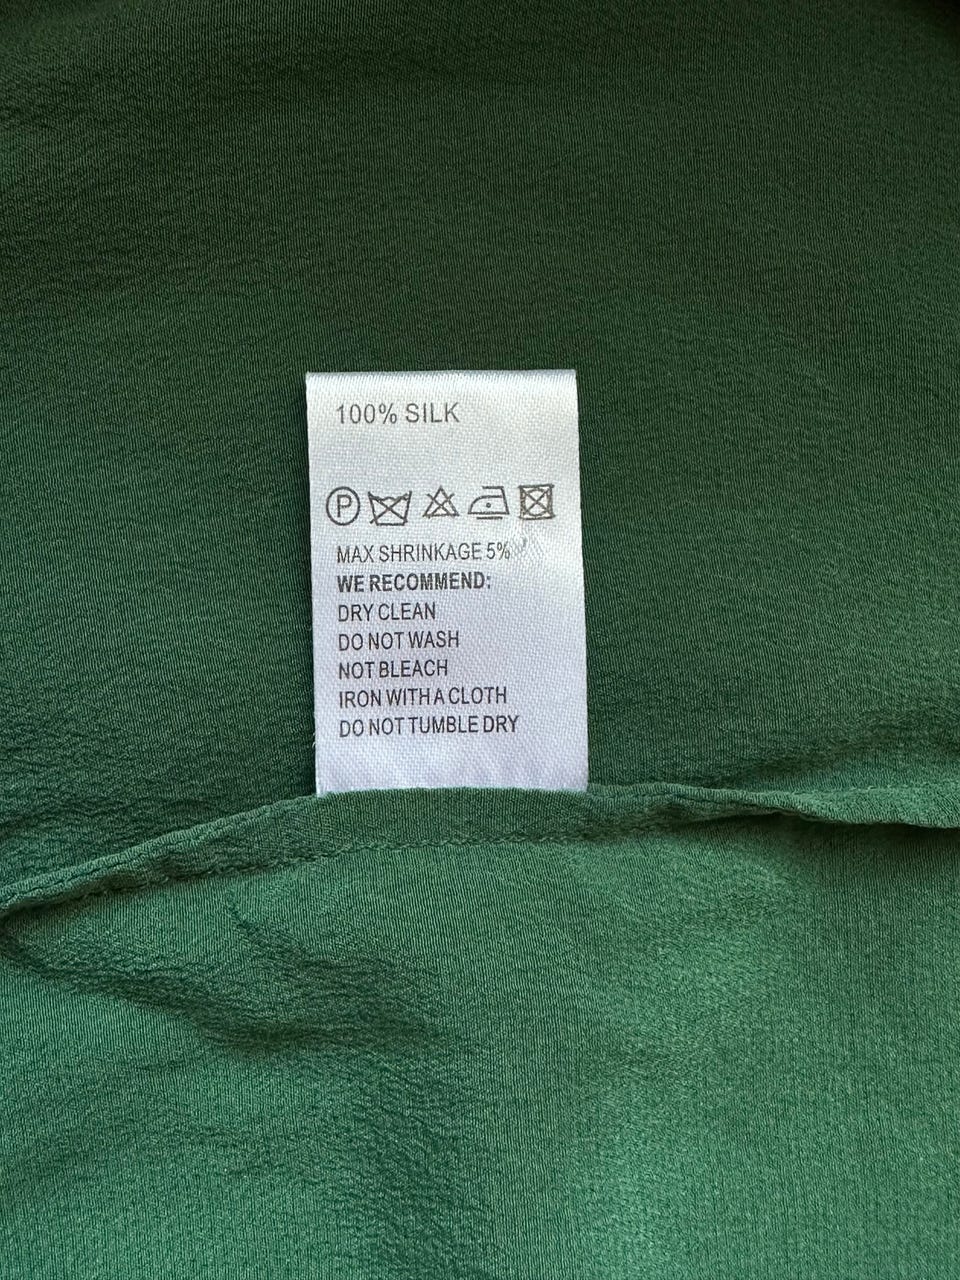 100% SILK
P
MAX SHRINKAGE 5%
WE RECOMMEND:
DRY CLEAN
DO NOT WASH
NOT BLEACH
IRON WITH A CLOTH
DO NOT TUMBLE DRY